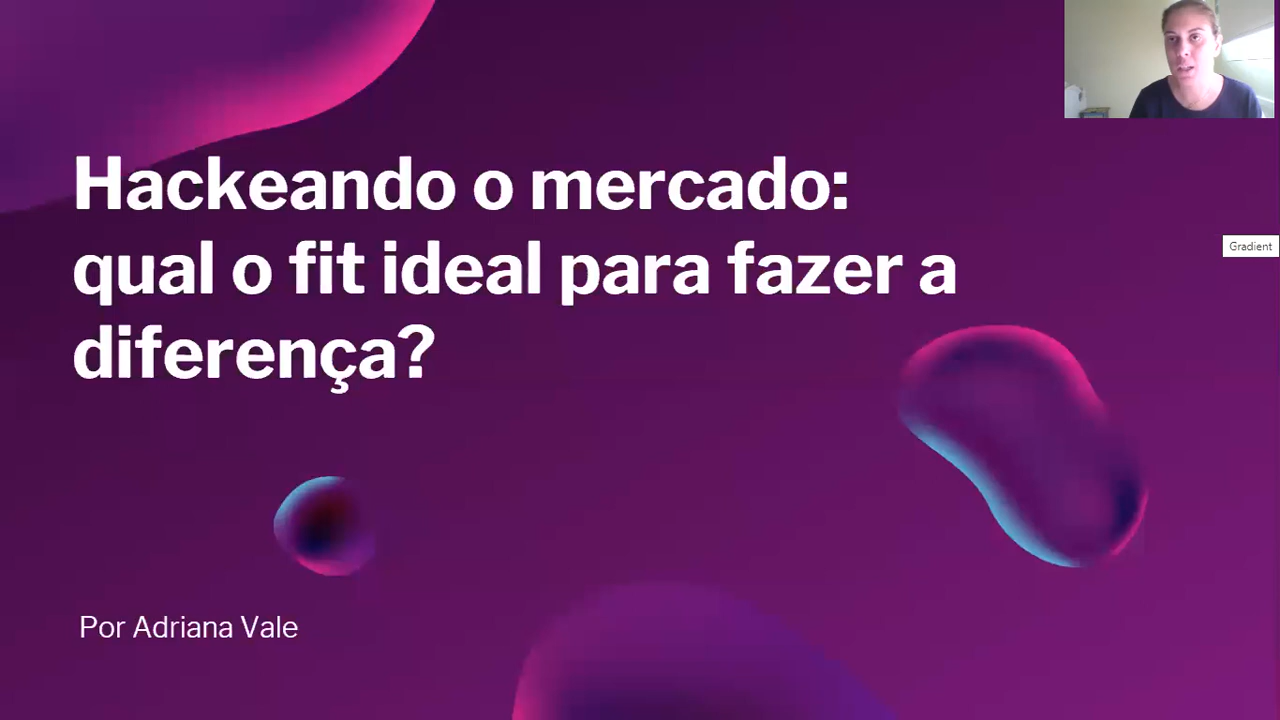 Hackeando o mercado:
qual o fit ideal para fazer a
diferença?
Gradient
Por Adriana Vale